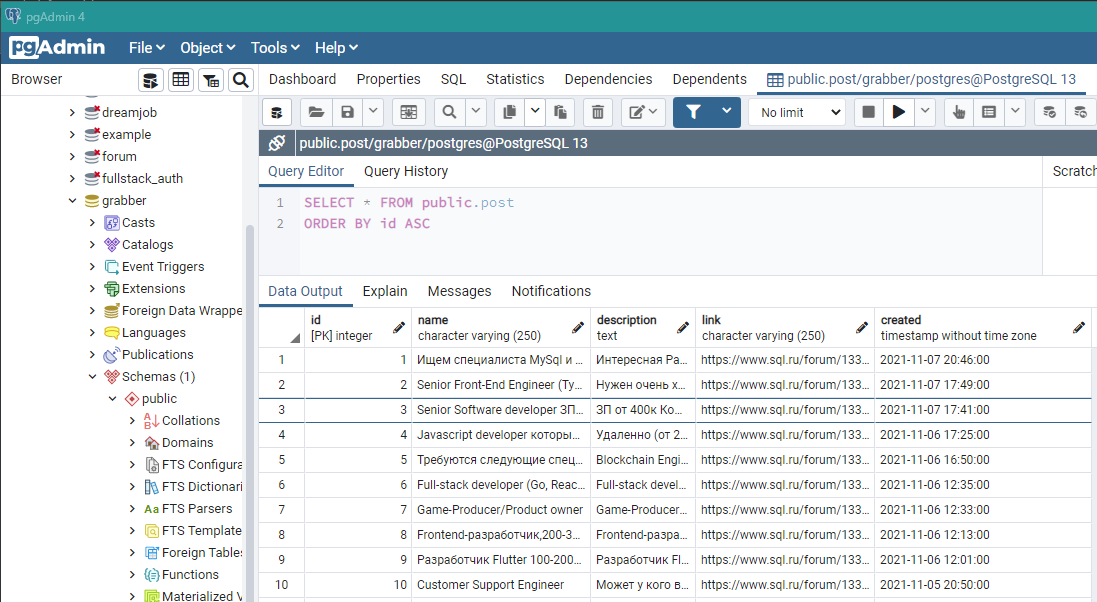 pgAdmin 4
pgAdmin File Object Tools Help
Browser Dashboard Properties SQL Statistics Dependencies Dependents public.post/grabber/postgres@PostgreSQL 13
No limit
public.post/grabber/postgres@PostgreSQL 13
Query Editor Query History Scratch
1 SELECT * FROM public.post
2 ORDER BY id ASC
dreamjob
example
forum
fullstack_auth
grabber
Casts
Catalogs
Event Triggers
Extensions
Foreign Data Wrappe
Languages
Publications
Schemas (1)
public
Collations
Domains
FTS Configura
FTS Dictionari
FTS Parsers
FTS Template
Foreign Tables
Functions
Materialized V
Data Output Explain Messages Notifications
id name description link created
[PK] integer character varying (250) text character varying (250) timestamp without time zone
1 1 Ищем специалиста MySql и ... Интересная Ра... https://www.sql.ru/forum/133... 2021-11-07 20:46:00
2 2 Senior Front-End Engineer (Ty... Нужен очень х... https://www.sql.ru/forum/133... 2021-11-07 17:49:00
3 3 Senior Software developer ЗП... ЗП от 400к Ко... https://www.sql.ru/forum/133... 2021-11-07 17:41:00
4 4 Javascript developer которы... Удаленно (от 2... https://www.sql.ru/forum/133... 2021-11-06 17:25:00
5 5 Требуются следующие спец... Blockchain Engi... https://www.sql.ru/forum/133... 2021-11-06 16:50:00
6 6 Full-stack developer (Go, Reac... Full-stack devel... https://www.sql.ru/forum/133... 2021-11-06 12:35:00
7 7 Game-Producer/Product owner Game-Producer... https://www.sql.ru/forum/133... 2021-11-06 12:33:00
8 8 Frontend-разработчик,200-3... Frontend-разра... https://www.sql.ru/forum/133... 2021-11-06 12:13:00
9 9 Разработчик Flutter 100-200... Разработчик Fl... https://www.sql.ru/forum/133... 2021-11-06 12:01:00
10 10 Customer Support Engineer Может у кого в... https://www.sql.ru/forum/133... 2021-11-05 20:50:00